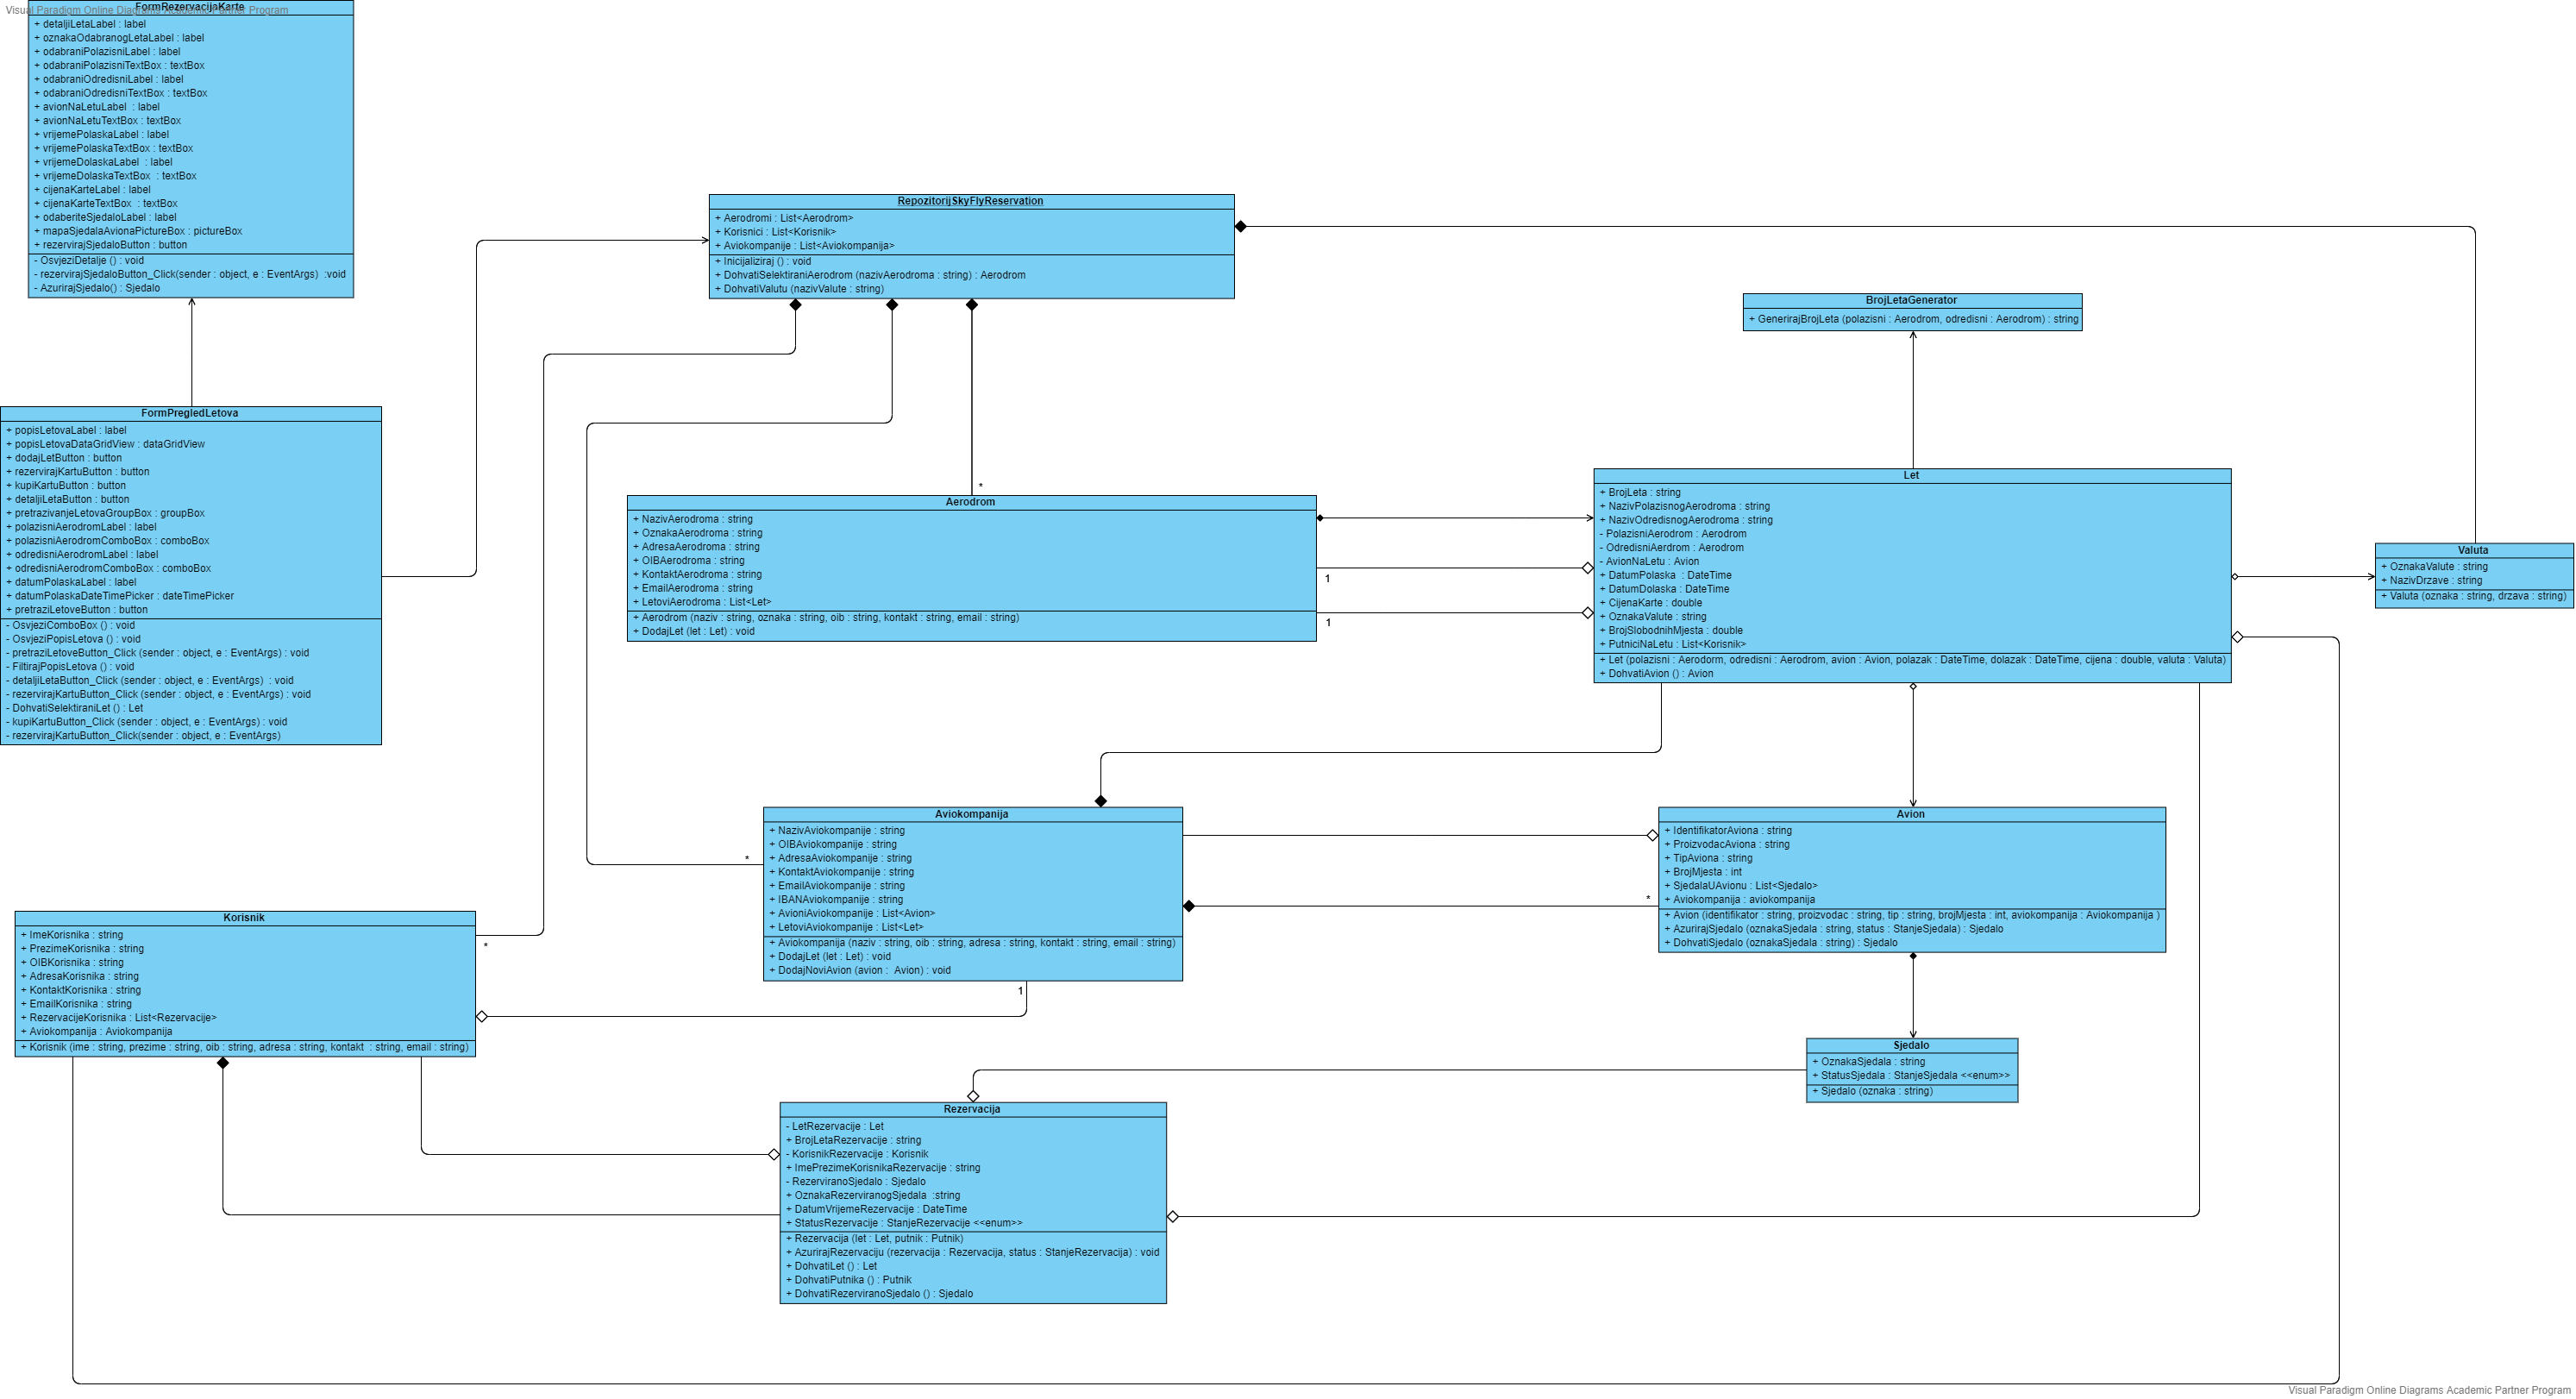 Visual Paradigm Online Diagrams Academic Partner Program
FormRezervacijaKarte
+ detaljiLetaLabel : label
+ oznakaOdabranogLetaLabel : label
+ odabraniPolazisniLabel : label
+ odabraniPolazisniTextBox : textBox
+ odabraniOdredisniLabel : label
+ odabraniOdredisniTextBox : textBox
+ avionNaLetuLabel : label
+ avionNaLetuTextBox : textBox
+ vrijemePolaskaLabel : label
+ vrijemePolaskaTextBox : textBox
+ vrijemeDolaskaLabel : label
+ vrijemeDolaskaTextBox : textBox
+ cijenaKarteLabel : label
+ cijenaKarteTextBox : textBox
+ odaberiteSjedaloLabel : label
+ mapaSjedalaAvionaPictureBox : pictureBox
+ rezervirajSjedaloButton : button
- OsvjeziDetalje () : void
- rezervirajSjedaloButton_Click(sender : object, e : EventArgs) :void
- AzurirajSjedalo() : Sjedalo
RepozitorijSkyFlyReservation
+ Aerodromi : List<Aerodrom>
+ Korisnici : List<Korisnik>
+ Aviokompanije : List<Aviokompanija>
+ Inicijaliziraj () : void
+ DohvatiSelektiraniAerodrom (nazivAerodroma : string) : Aerodrom
+ DohvatiValutu (nazivValute : string)
BrojLetaGenerator
+ GenerirajBrojLeta (polazisni : Aerodrom, odredisni : Aerodrom) : string
FormPregledLetova
+ popisLetovaLabel : label
+ popisLetovaDataGridView : dataGridView
+ dodajLetButton : button
+ rezervirajKartuButton : button
+ kupiKartuButton : button
+ detaljiLetaButton : button
+ pretrazivanjeLetovaGroupBox : groupBox
+ polazisniAerodromLabel : label
+ polazisniAerodromComboBox : comboBox
+ odredisniAerodromLabel : label
+ odredisniAerodromComboBox : comboBox
+ datumPolaskaLabel : label
+ datumPolaskaDateTimePicker : dateTimePicker
+ pretraziLetoveButton : button
- OsvjeziComboBox () : void
- OsvjeziPopisLetova () : void
- pretraziLetoveButton_Click (sender : object, e : EventArgs) : void
- FiltirajPopisLetova () : void
- detaljiLetaButton_Click (sender : object, e : EventArgs) : void
- rezervirajKartuButton_Click (sender : object, e : EventArgs) : void
- DohvatiSelektiraniLet () : Let
- kupiKartuButton_Click (sender : object, e : EventArgs) : void
- rezervirajKartuButton_Click(sender : object, e : EventArgs)
*
Aerodrom
+ NazivAerodroma : string
+ OznakaAerodroma : string
+ AdresaAerodroma : string
+ OIBAerodroma : string
+ KontaktAerodroma : string
+ EmailAerodroma : string
+ LetoviAerodroma : List<Let>
+ Aerodrom (naziv : string, oznaka : string, oib : string, kontakt : string, email : string)
+ DodajLet (let : Let) : void
1
1
Let
+ BrojLeta : string
+ NazivPolazisnogAerodroma : string
+ NazivOdredisnogAerodroma : string
- PolazisniAerodrom : Aerodrom
- OdredisniAerdrom : Aerodrom
- AvionNaLetu : Avion
+ DatumPolaska : DateTime
+ DatumDolaska : DateTime
+ CijenaKarte : double
+ OznakaValute : string
+ BrojSlobodnihMjesta : double
+ PutniciNaLetu : List<Korisnik>
+ Let (polazisni : Aerodorm, odredisni : Aerodrom, avion : Avion, polazak : DateTime, dolazak : DateTime, cijena : double, valuta : Valuta)
+ DohvatiAvion () : Avion
Valuta
+ OznakaValute : string
+ NazivDrzave : string
+ Valuta (oznaka : string, drzava : string)
*
Aviokompanija
+ NazivAviokompanije : string
+ OIBAviokompanije : string
+ AdresaAviokompanije : string
+ KontaktAviokompanije : string
+ EmailAviokompanije : string
+ IBANAviokompanije : string
+ AvioniAviokompanije : List<Avion>
+ LetoviAviokompanije : List<Let>
+ Aviokompanija (naziv : string, oib : string, adresa : string, kontakt : string, email : string)
+ DodajLet (let : Let) : void
+ DodajNoviAvion (avion : Avion) : void
1
*
Avion
+ IdentifikatorAviona : string
+ ProizvodacAviona : string
+ TipAviona : string
+ BrojMjesta : int
+ SjedalaUAvionu : List<Sjedalo>
+ Aviokompanija : aviokompanija
+ Avion (identifikator : string, proizvodac : string, tip : string, brojMjesta : int, aviokompanija : Aviokompanija )
+ AzurirajSjedalo (oznakaSjedala : string, status : StanjeSjedala) : Sjedalo
+ DohvatiSjedalo (oznakaSjedala : string) : Sjedalo
Korisnik
+ ImeKorisnika : string
+ PrezimeKorisnika : string
+ OIBKorisnika : string
+ AdresaKorisnika : string
+ KontaktKorisnika : string
+ EmailKorisnika : string
+ RezervacijeKorisnika : List<Rezervacije>
+ Aviokompanija : Aviokompanija
+ Korisnik (ime : string, prezime : string, oib : string, adresa : string, kontakt : string, email : string)
*
Sjedalo
+ OznakaSjedala : string
+ StatusSjedala : StanjeSjedala <<enum>>
+ Sjedalo (oznaka : string)
Rezervacija
- LetRezervacije : Let
+ BrojLetaRezervacije : string
- KorisnikRezervacije : Korisnik
+ ImePrezimeKorisnikaRezervacije : string
- RezerviranoSjedalo : Sjedalo
+ OznakaRezerviranogSjedala :string
+ DatumVrijemeRezervacije : DateTime
+ StatusRezervacije : StanjeRezervacije <<enum>>
+ Rezervacija (let : Let, putnik : Putnik)
+ AzurirajRezervaciju (rezervacija : Rezervacija, status : StanjeRezervacija) : void
+ DohvatiLet () : Let
+ DohvatiPutnika () : Putnik
+ DohvatiRezerviranoSjedalo () : Sjedalo
Visual Paradigm Online Diagrams Academic Partner Program